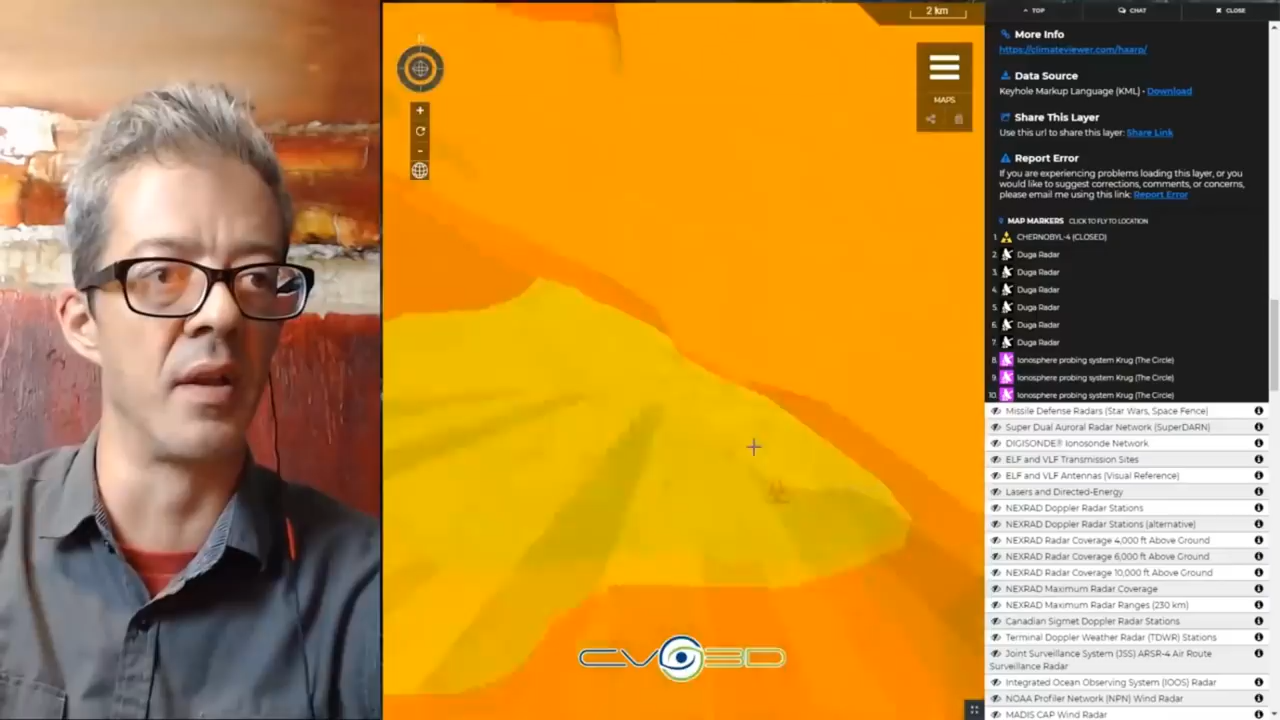 2 km
N
MAPS
+
-
CV3D
TOP
CHAT
CLOSE
More Info
https://climateviewer.com/haarp/
Data Source
Keyhole Markup Language (KML) • Download
Share This Layer
Use this url to share this layer: Share Link
Report Error
If you are experiencing problems loading this layer, or you
would like to suggest corrections, comments, or concerns,
please email me using this link: Report Error
MAP MARKERS CLICK TO FLY TO LOCATION
1. CHERNOBYL-4 (CLOSED)
2. Duga Radar
3. Duga Radar
4. Duga Radar
5. Duga Radar
6. Duga Radar
7. Duga Radar
8. Ionosphere probing system Krug (The Circle)
9. Ionosphere probing system Krug (The Circle)
10. Ionosphere probing system Krug (The Circle)
Missile Defense Radars (Star Wars, Space Fence)
Super Dual Auroral Radar Network (SuperDARN)
DIGISONDE® Ionosonde Network
ELF and VLF Transmission Sites
ELF and VLF Antennas (Visual Reference)
Lasers and Directed-Energy
NEXRAD Doppler Radar Stations
NEXRAD Doppler Radar Stations (alternative)
NEXRAD Radar Coverage 4,000 ft Above Ground
NEXRAD Radar Coverage 6,000 ft Above Ground
NEXRAD Radar Coverage 10,000 ft Above Ground
NEXRAD Maximum Radar Coverage
NEXRAD Maximum Radar Ranges (230 km)
Canadian Sigmet Doppler Radar Stations
Terminal Doppler Weather Radar (TDWR) Stations
Joint Surveillance System (JSS) ARSR-4 Air Route
Surveillance Radar
Integrated Ocean Observing System (IOOS) Radar
NOAA Profiler Network (NPN) Wind Radar
MADIS CAP Wind Radar